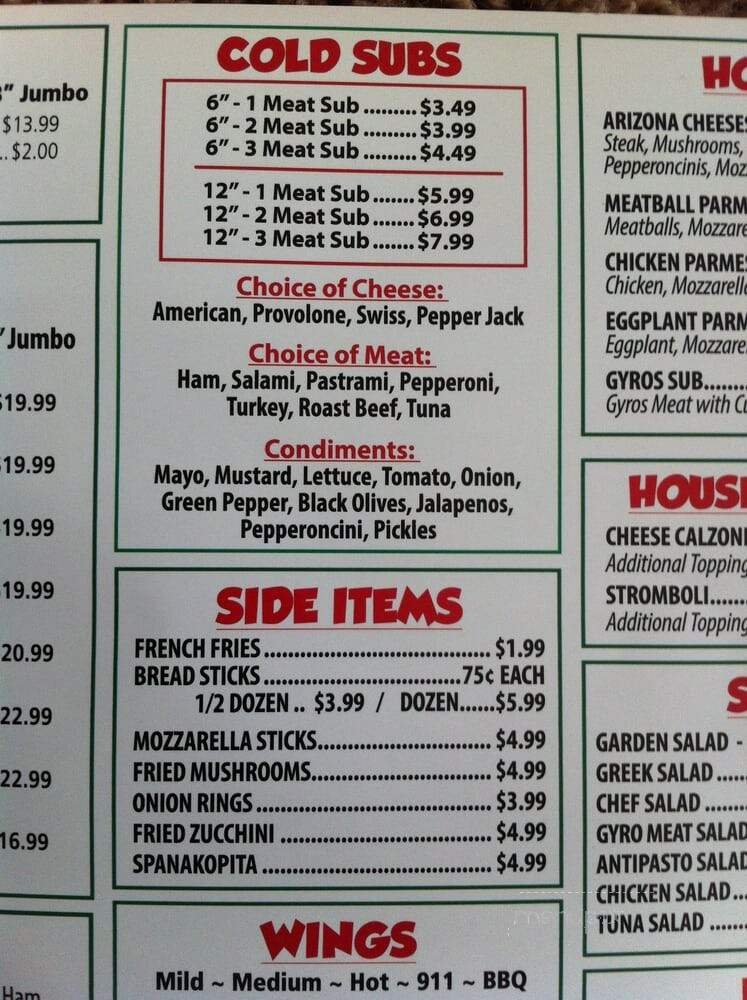 8" Jumbo
$13.99
.. $2.00
" Jumbo
$19.99
$19.99
$19.99
$19.99
20.99
22.99
22.99
16.99
Ham
COLD SUBS
6" - 1 Meat Sub ......... $3.49
6" - 2 Meat Sub ......... $3.99
6" - 3 Meat Sub ......... $4.49
12" - 1 Meat Sub ....... $5.99
12" - 2 Meat Sub ....... $6.99
12" - 3 Meat Sub ....... $7.99
Choice of Cheese:
American, Provolone, Swiss, Pepper Jack
Choice of Meat:
Ham, Salami, Pastrami, Pepperoni,
Turkey, Roast Beef, Tuna
Condiments:
Mayo, Mustard, Lettuce, Tomato, Onion,
Green Pepper, Black Olives, Jalapenos,
Pepperoncini, Pickles
SIDE ITEMS
FRENCH FRIES ...................................... $1.99
BREAD STICKS ................................. 75¢ EACH
1/2 DOZEN .. $3.99 / DOZEN...... $5.99
MOZZARELLA STICKS............................. $4.99
FRIED MUSHROOMS.............................. $4.99
ONION RINGS ....................................... $3.99
FRIED ZUCCHINI ................................... $4.99
SPANAKOPITA ...................................... $4.99
WINGS
Mild ~ Medium ~ Hot ~ 911 ~ BBQ
HO
ARIZONA CHEESES
Steak, Mushrooms,
Pepperoncinis, Moz
MEATBALL PARM
Meatballs, Mozzare
CHICKEN PARMES
Chicken, Mozzarella
EGGPLANT PARM
Eggplant, Mozzare
GYROS SUB.......
Gyros Meat with Cu
HOUSE
CHEESE CALZONE
Additional Topping
STROMBOLI.......
Additional Topping
S
GARDEN SALAD -
GREEK SALAD .....
CHEF SALAD .......
GYRO MEAT SALAD
ANTIPASTO SALAD
CHICKEN SALAD...
TUNA SALAD ......